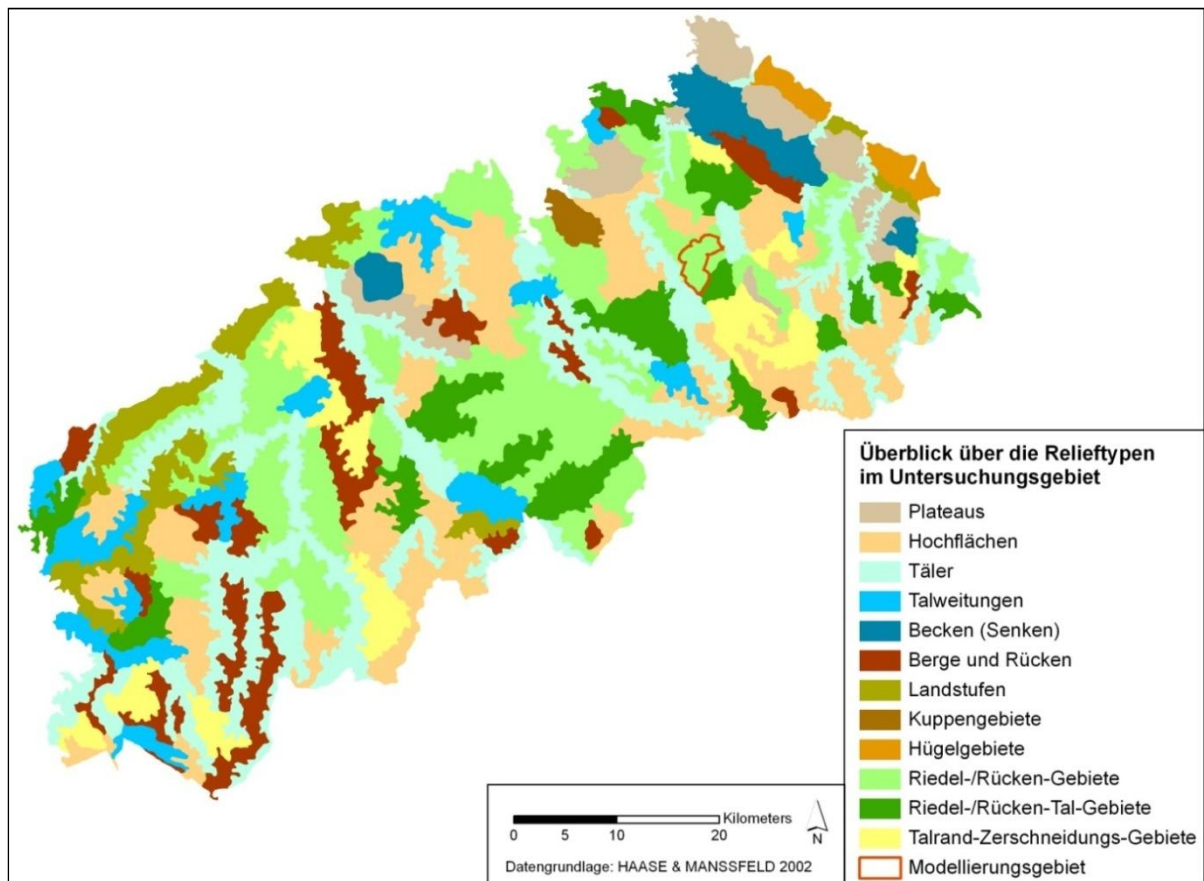 Überblick über die Relieftypen
im Untersuchungsgebiet
Plateaus
Hochflächen
Täler
Talweitungen
Becken (Senken)
Berge und Rücken
Landstufen
Kuppengebiete
Hügelgebiete
Riedel-/Rücken-Gebiete
Riedel-/Rücken-Tal-Gebiete
Talrand-Zerschneidungs-Gebiete
Modellierungsgebiet
Kilometers
0 5 10 20
N
Datengrundlage: HAASE & MANSSFELD 2002